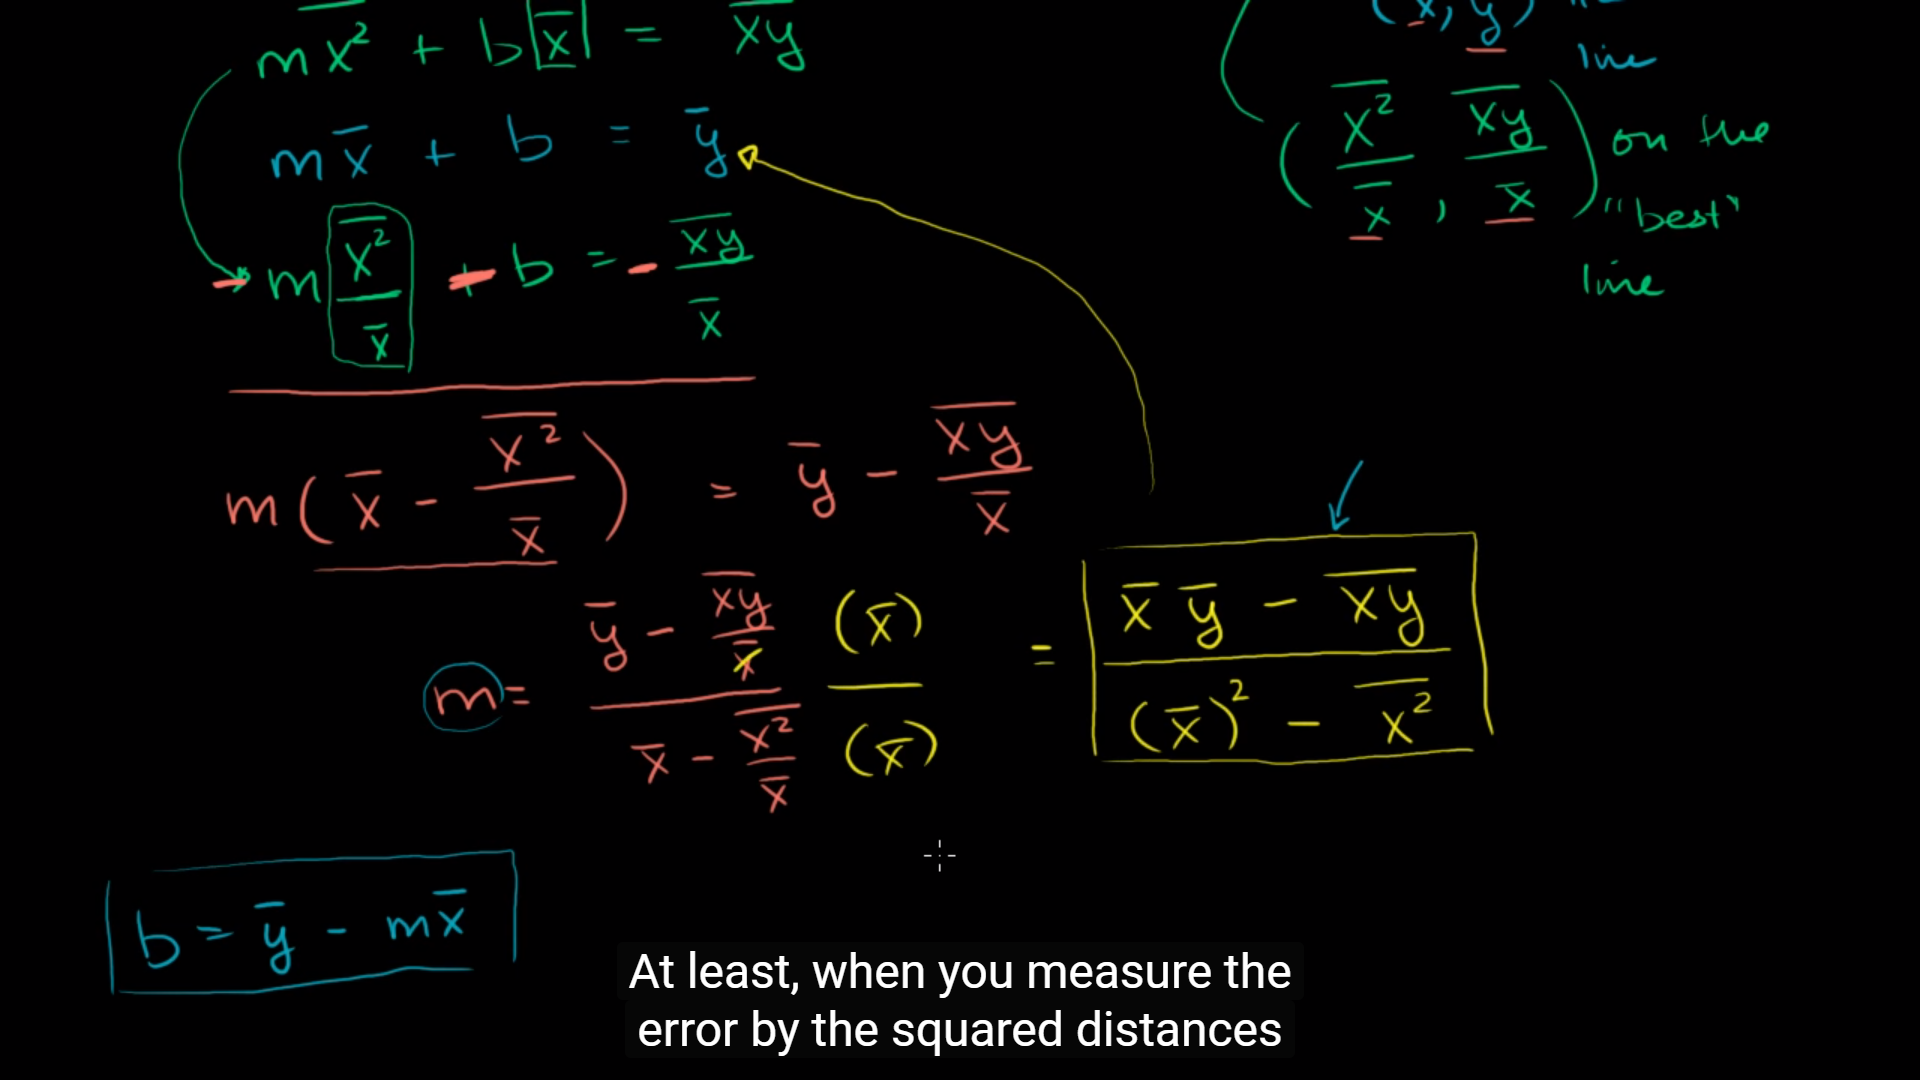 m x̅² + b x̅ = x̅y̅
m x̅ + b = y̅
- m x̅²/x̅ - b = - x̅y̅/x̅
m ( x̅ - x̅²/x̅ ) = y̅ - x̅y̅/x̅
m = (y̅ - x̅y̅/x̅)/(x̅ - x̅²/x̅) (x̅)/(x̅) = (x̅ y̅ - x̅y̅)/((x̅)² - x̅²)
b = y̅ - m x̅
(x̅, y̅)
line
( x̅²/x̅ , x̅y̅/x̅ ) on the
"best"
line
At least, when you measure the
error by the squared distances